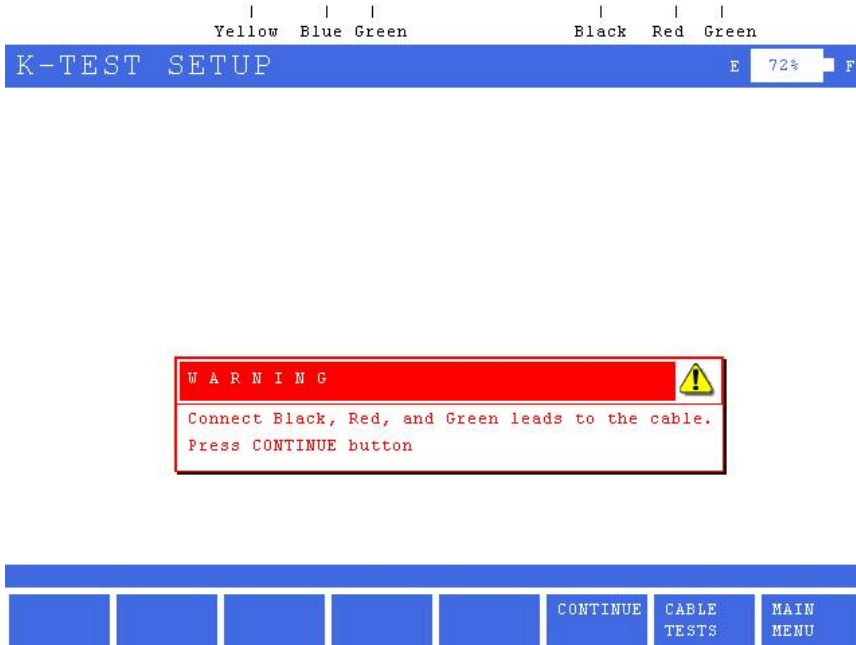 Yellow Blue Green Black Red Green
K-TEST SETUP E 72% F
W A R N I N G
Connect Black, Red, and Green leads to the cable.
Press CONTINUE button
CONTINUE CABLE TESTS MAIN MENU